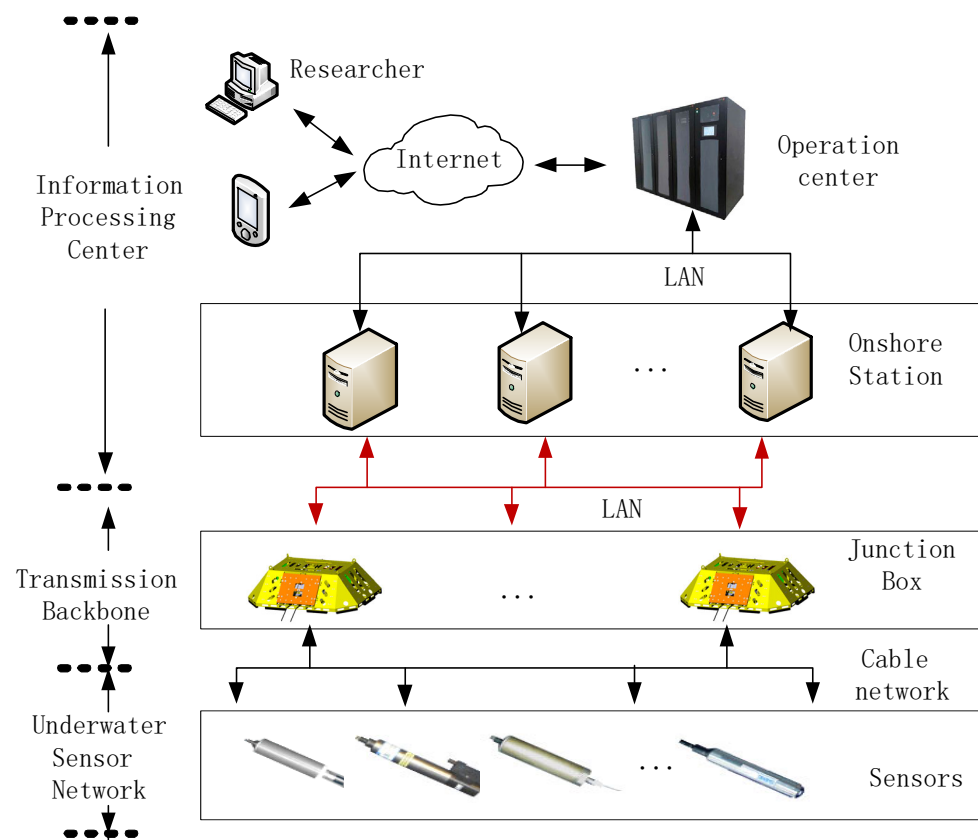 Researcher
Internet
Operation
center
Information
Processing
Center
LAN
Onshore
Station
...
LAN
Junction
Box
...
Transmission
Backbone
Cable
network
Underwater
Sensor
Network
...
Sensors